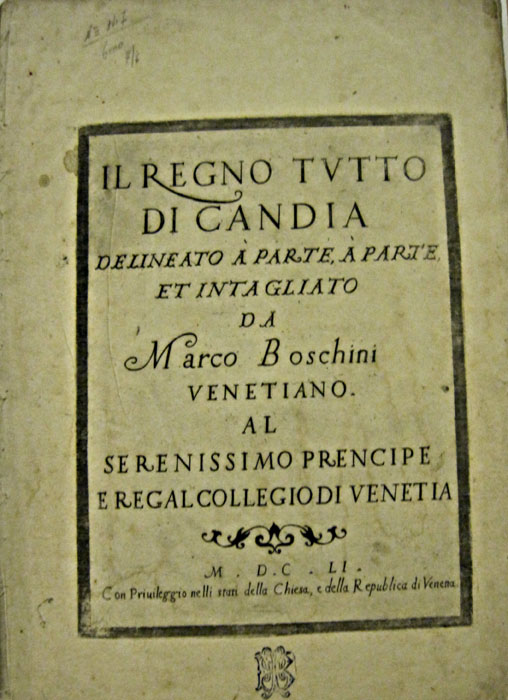 IL REGNO TVTTO
DI CANDIA
DELINEATO À PARTE, À PARTE,
ET INTAGLIATO
DA
Marco Boschini
VENETIANO.
AL
SERENISSIMO PRENCIPE
E REGAL COLLEGIO DI VENETIA
M . D . C . LI .
Con Priuileggio nelli stati della Chiesa, e della Republica di Venetia